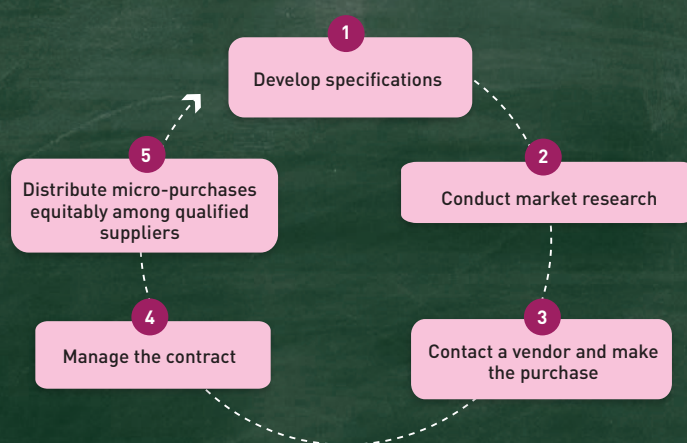 1
Develop specifications
2
Conduct market research
3
Contact a vendor and make
the purchase
4
Manage the contract
5
Distribute micro-purchases
equitably among qualified
suppliers